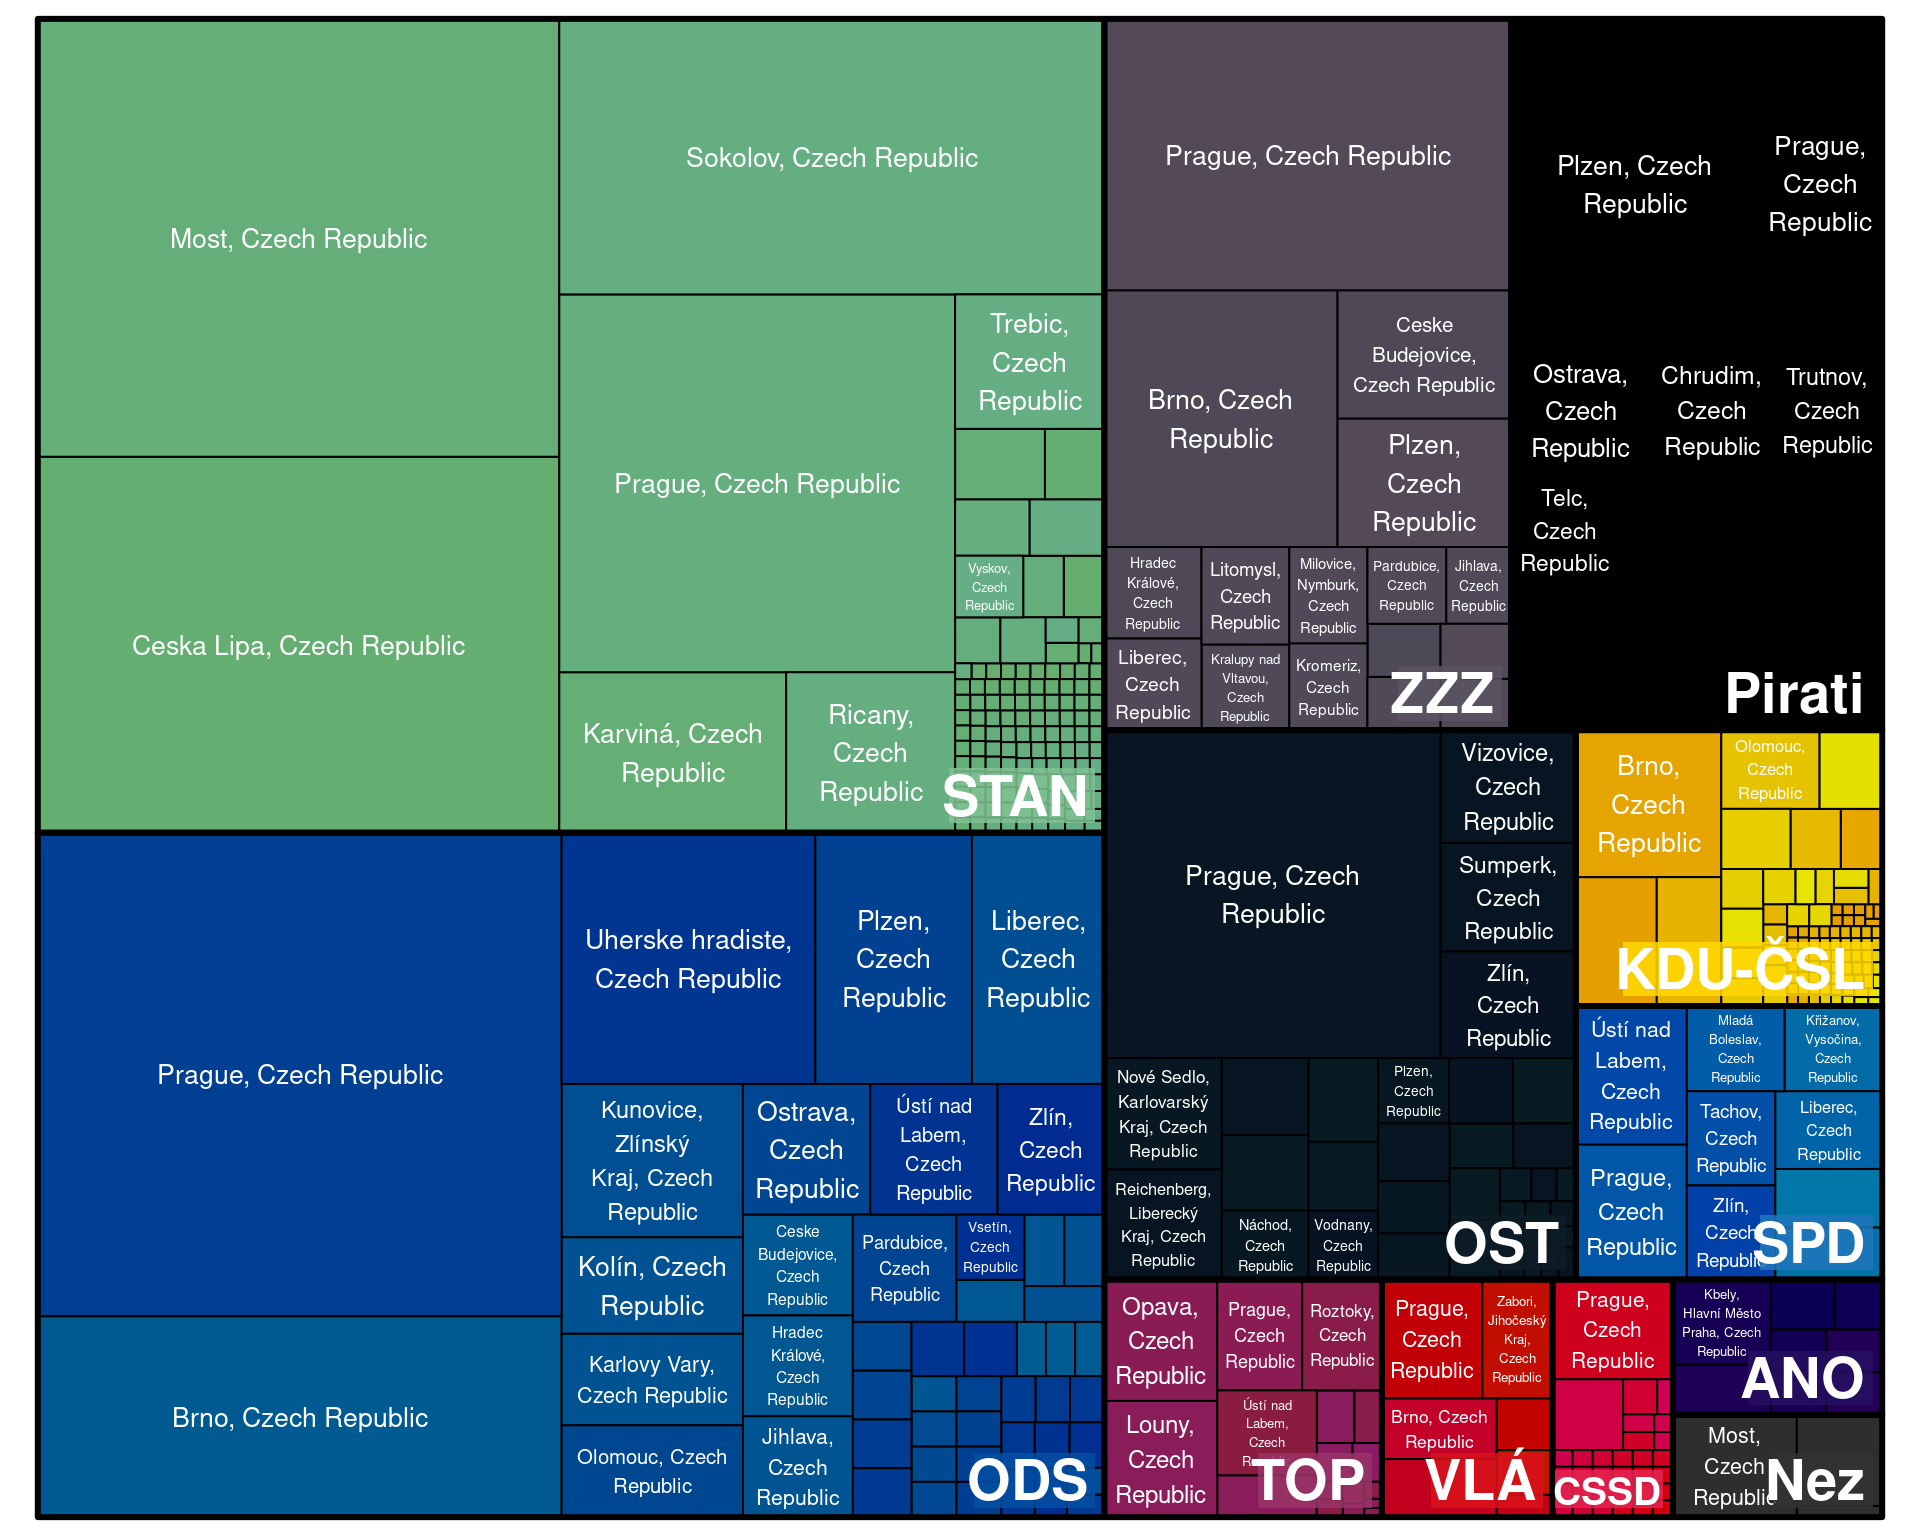 Most, Czech Republic
Ceska Lipa, Czech Republic
Sokolov, Czech Republic
Prague, Czech Republic
Trebic,
Czech
Republic
Vyskov,
Czech
Republic
Karviná, Czech
Republic
Ricany,
Czech
Republic
STAN
Prague, Czech Republic
Brno, Czech Republic
Uherske hradiste,
Czech Republic
Plzen,
Czech
Republic
Liberec,
Czech
Republic
Kunovice,
Zlínský
Kraj, Czech
Republic
Ostrava,
Czech
Republic
Ústí nad
Labem,
Czech
Republic
Zlín,
Czech
Republic
Kolín, Czech
Republic
Karlovy Vary,
Czech Republic
Olomouc, Czech
Republic
Ceske
Budejovice,
Czech
Republic
Hradec
Králové,
Czech
Republic
Jihlava,
Czech
Republic
Pardubice,
Czech
Republic
Vsetín,
Czech
Republic
ODS
Prague, Czech Republic
Brno, Czech
Republic
Ceske
Budejovice,
Czech Republic
Plzen,
Czech
Republic
Hradec
Králové,
Czech
Republic
Litomysl,
Czech
Republic
Milovice,
Nymburk,
Czech
Republic
Pardubice,
Czech
Republic
Jihlava,
Czech
Republic
Liberec,
Czech
Republic
Kralupy nad
Vltavou,
Czech
Republic
Kromeriz,
Czech
Republic
ZZZ
Plzen, Czech
Republic
Prague,
Czech
Republic
Ostrava,
Czech
Republic
Chrudim,
Czech
Republic
Trutnov,
Czech
Republic
Telc,
Czech
Republic
Pirati
Prague, Czech
Republic
Vizovice,
Czech
Republic
Sumperk,
Czech
Republic
Zlín,
Czech
Republic
Nové Sedlo,
Karlovarský
Kraj, Czech
Republic
Reichenberg,
Liberecký
Kraj, Czech
Republic
Náchod,
Czech
Republic
Vodnany,
Czech
Republic
Plzen,
Czech
Republic
OST
Brno,
Czech
Republic
Olomouc,
Czech
Republic
KDU-ČSL
Ústí nad
Labem,
Czech
Republic
Mladá
Boleslav,
Czech
Republic
Křižanov,
Vysočina,
Czech
Republic
Prague,
Czech
Republic
Tachov,
Czech
Republic
Liberec,
Czech
Republic
Zlín,
Czech
Republic
SPD
Opava,
Czech
Republic
Prague,
Czech
Republic
Roztoky,
Czech
Republic
Louny,
Czech
Republic
Ústí nad
Labem,
Czech
TOP
Prague,
Czech
Republic
Zabori,
Jihočeský
Kraj,
Czech
Republic
Brno, Czech
Republic
VLÁ
Prague,
Czech
Republic
CSSD
Kbely,
Hlavní Město
Praha, Czech
Republic
ANO
Most,
Czech
Republic
Nez